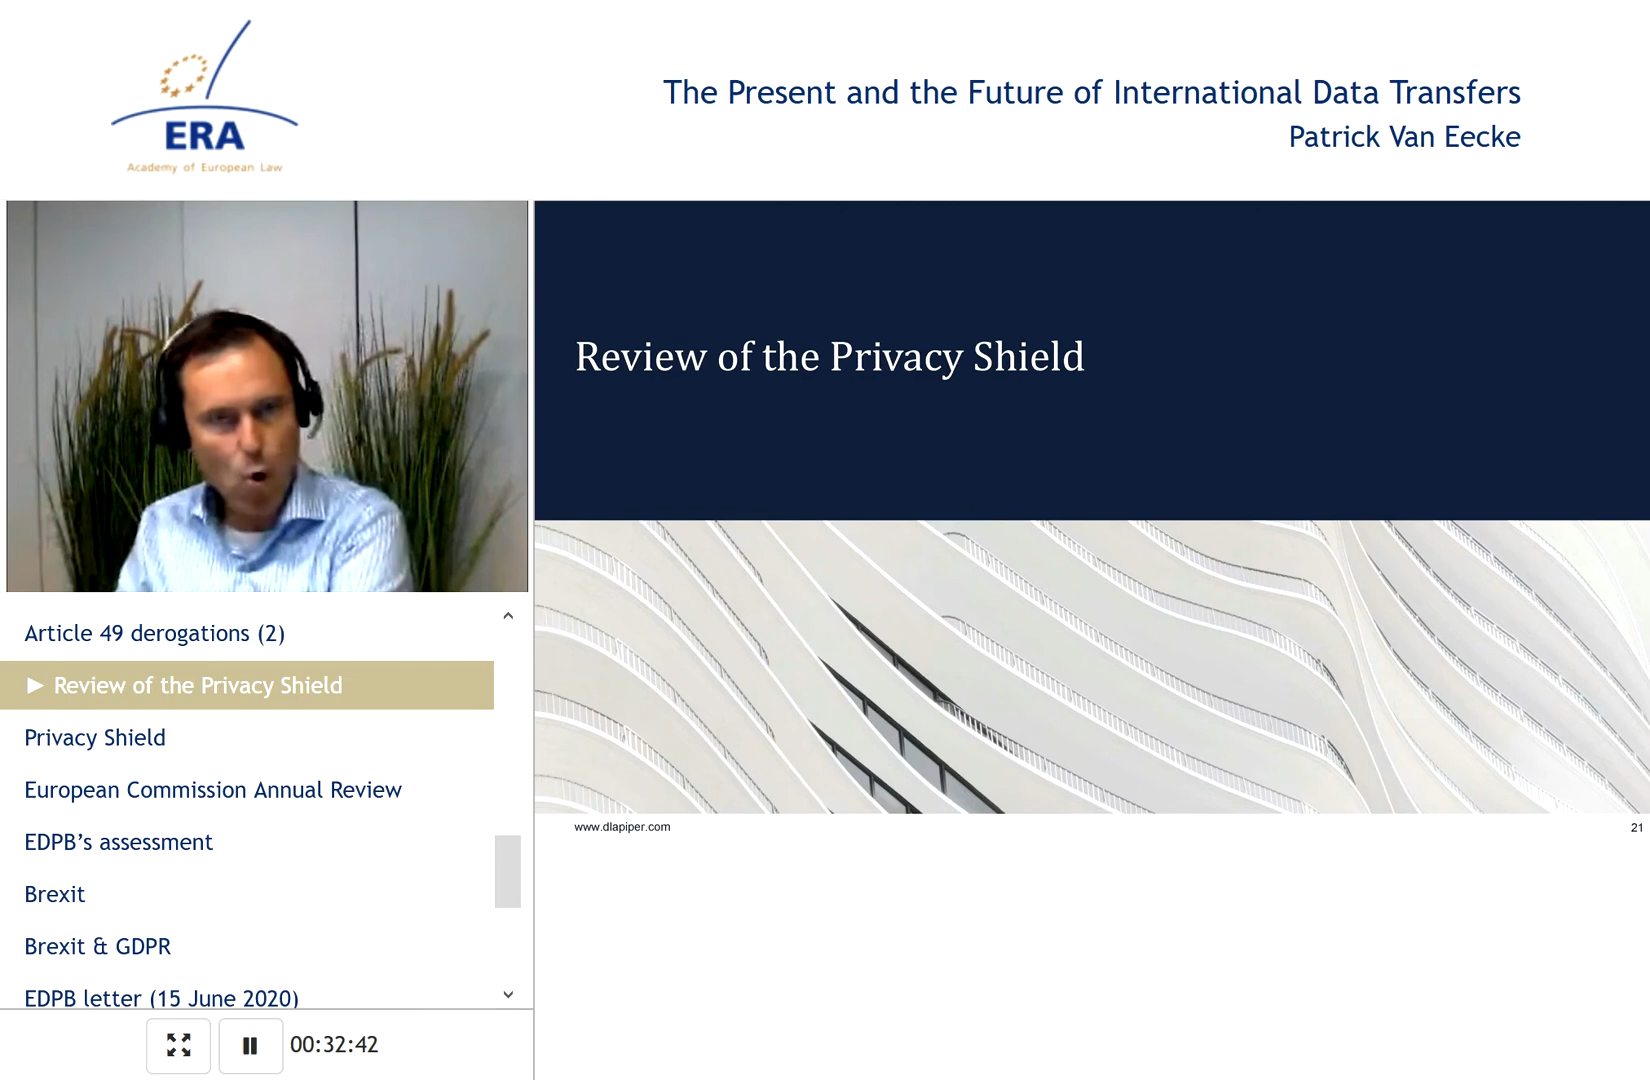 ERA
Academy of European Law
The Present and the Future of International Data Transfers
Patrick Van Eecke
Review of the Privacy Shield
www.dlapiper.com
21
Article 49 derogations (2)
► Review of the Privacy Shield
Privacy Shield
European Commission Annual Review
EDPB’s assessment
Brexit
Brexit & GDPR
EDPB letter (15 June 2020)
00:32:42